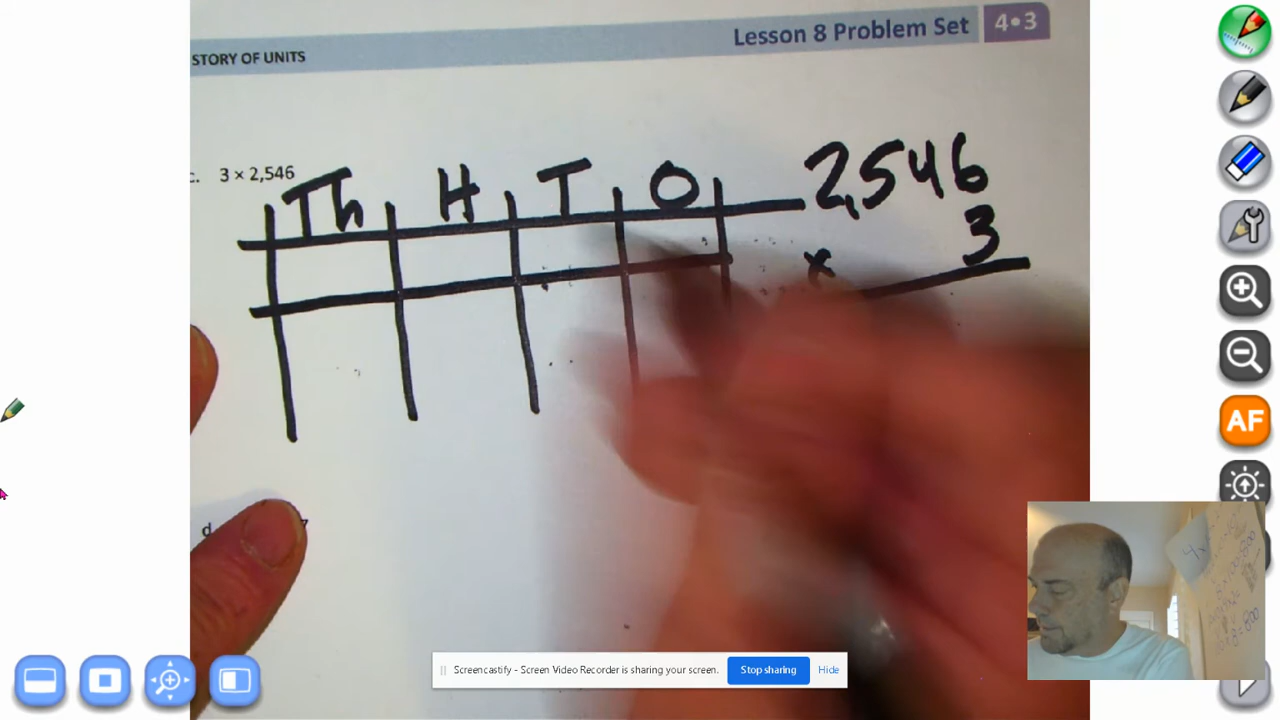 Lesson 8 Problem Set 4•3
STORY OF UNITS
c. 3 × 2,546
Th H T O
2,546
× 3
d
7
Screencastify - Screen Video Recorder is sharing your screen. Stop sharing Hide
AF